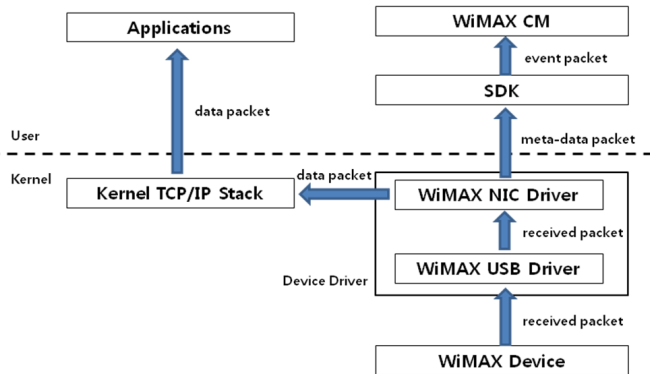 Applications
WiMAX CM
event packet
SDK
data packet
User
meta-data packet
Kernel
data packet
Kernel TCP/IP Stack
WiMAX NIC Driver
received packet
WiMAX USB Driver
Device Driver
received packet
WiMAX Device